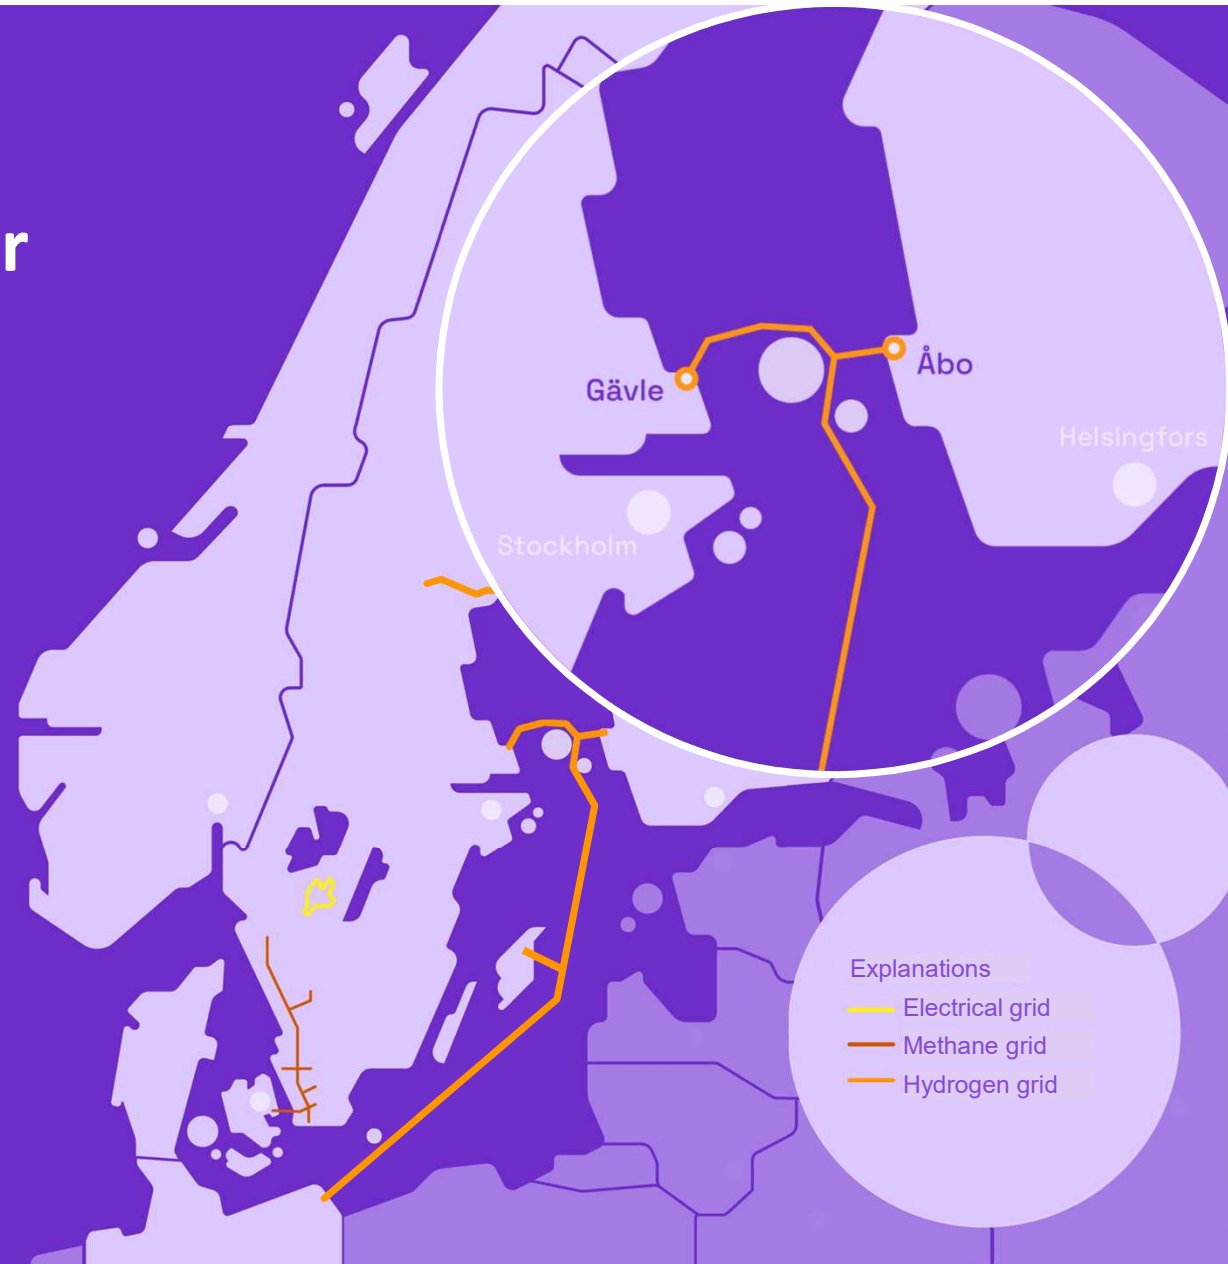 r
Gävle
Åbo
Helsingfors
Stockholm
Explanations
Electrical grid
Methane grid
Hydrogen grid